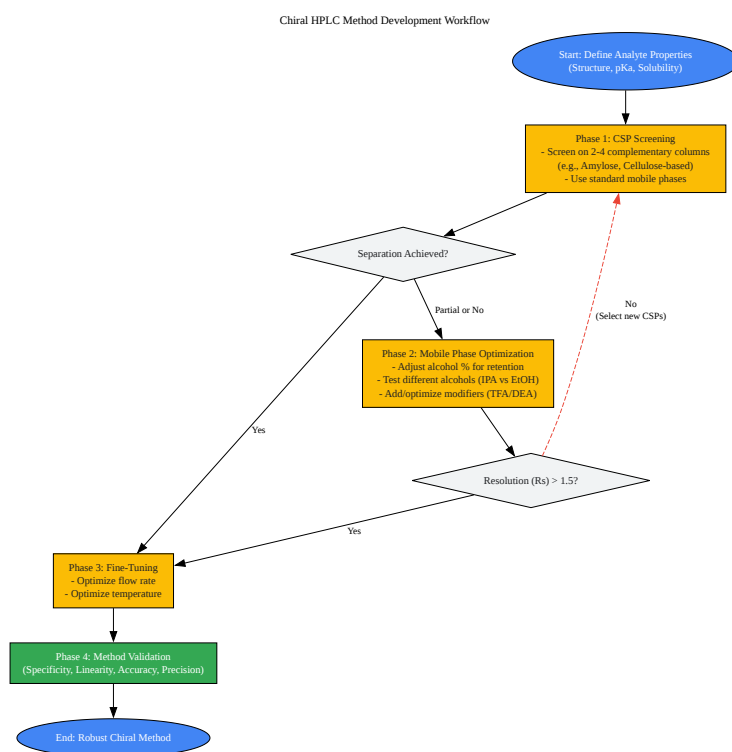 Chiral HPLC Method Development Workflow
Start: Define Analyte Properties
(Structure, pKa, Solubility)
Phase 1: CSP Screening
- Screen on 2-4 complementary columns
(e.g., Amylose, Cellulose-based)
- Use standard mobile phases
Separation Achieved?
No
(Select new CSPs)
Partial or No
Phase 2: Mobile Phase Optimization
- Adjust alcohol % for retention
- Test different alcohols (IPA vs EtOH)
- Add/optimize modifiers (TFA/DEA)
Yes
Resolution (Rs) > 1.5?
Yes
Phase 3: Fine-Tuning
- Optimize flow rate
- Optimize temperature
Phase 4: Method Validation
(Specificity, Linearity, Accuracy, Precision)
End: Robust Chiral Method